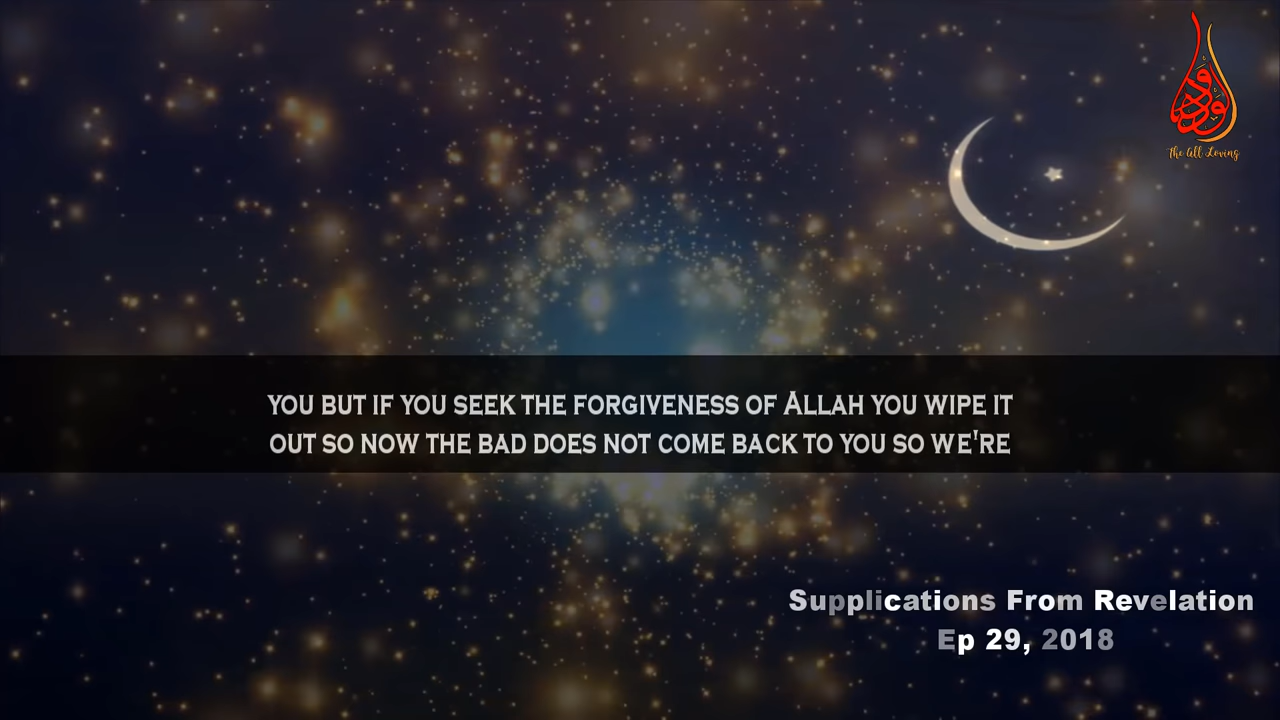 الودود
The All Loving
YOU BUT IF YOU SEEK THE FORGIVENESS OF ALLAH YOU WIPE IT
OUT SO NOW THE BAD DOES NOT COME BACK TO YOU SO WE'RE
Supplications From Revelation
Ep 29, 2018